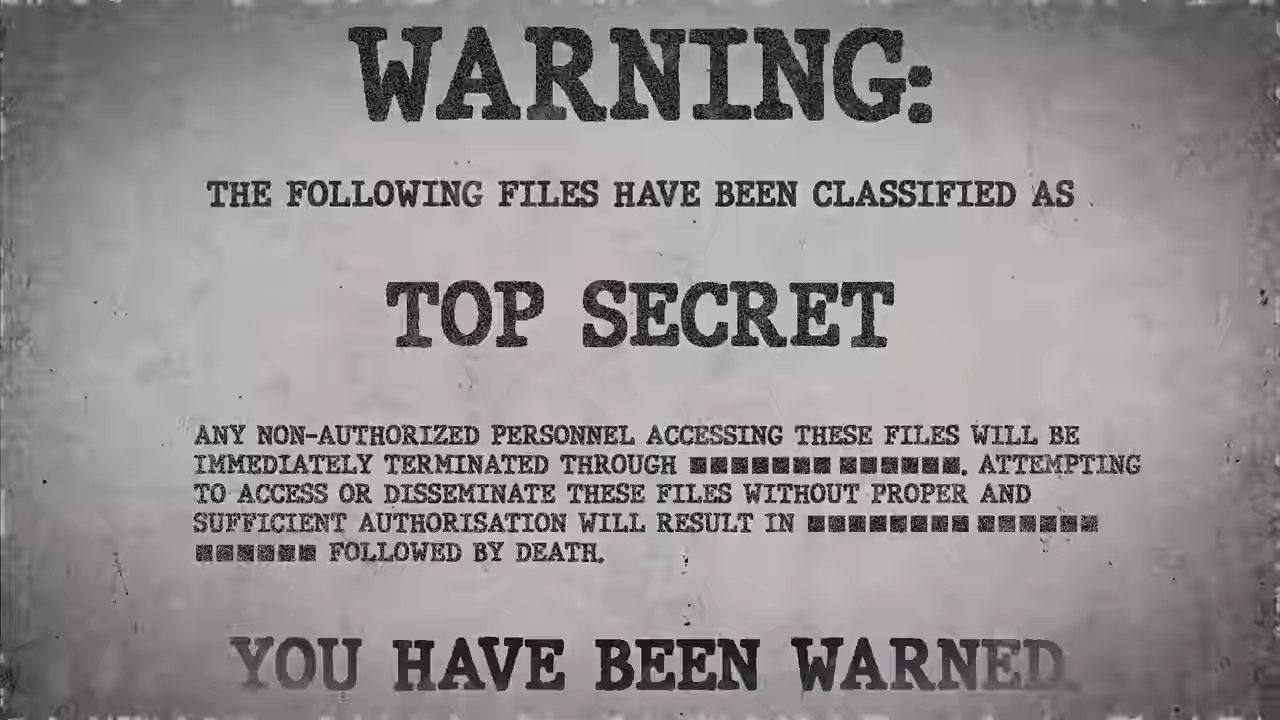 WARNING:
THE FOLLOWING FILES HAVE BEEN CLASSIFIED AS
TOP SECRET
ANY NON-AUTHORIZED PERSONNEL ACCESSING THESE FILES WILL BE
IMMEDIATELY TERMINATED THROUGH ■■■■■■■ ■■■■■■. ATTEMPTING
TO ACCESS OR DISSEMINATE THESE FILES WITHOUT PROPER AND
SUFFICIENT AUTHORISATION WILL RESULT IN ■■■■■■■■ ■■■■■■
■■■■■■ FOLLOWED BY DEATH.
YOU HAVE BEEN WARNED.